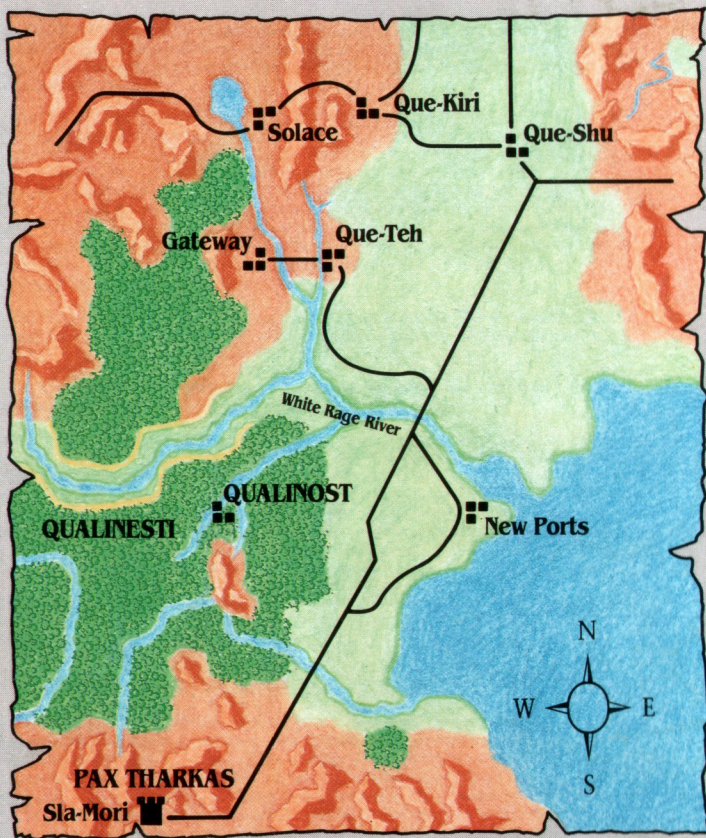 Que-Kiri
Solace
Que-Shu
Gateway
Que-Teh
White Rage River
QUALINOST
QUALINESTI
New Ports
N
W
E
S
PAX THARKAS
Sla-Mori